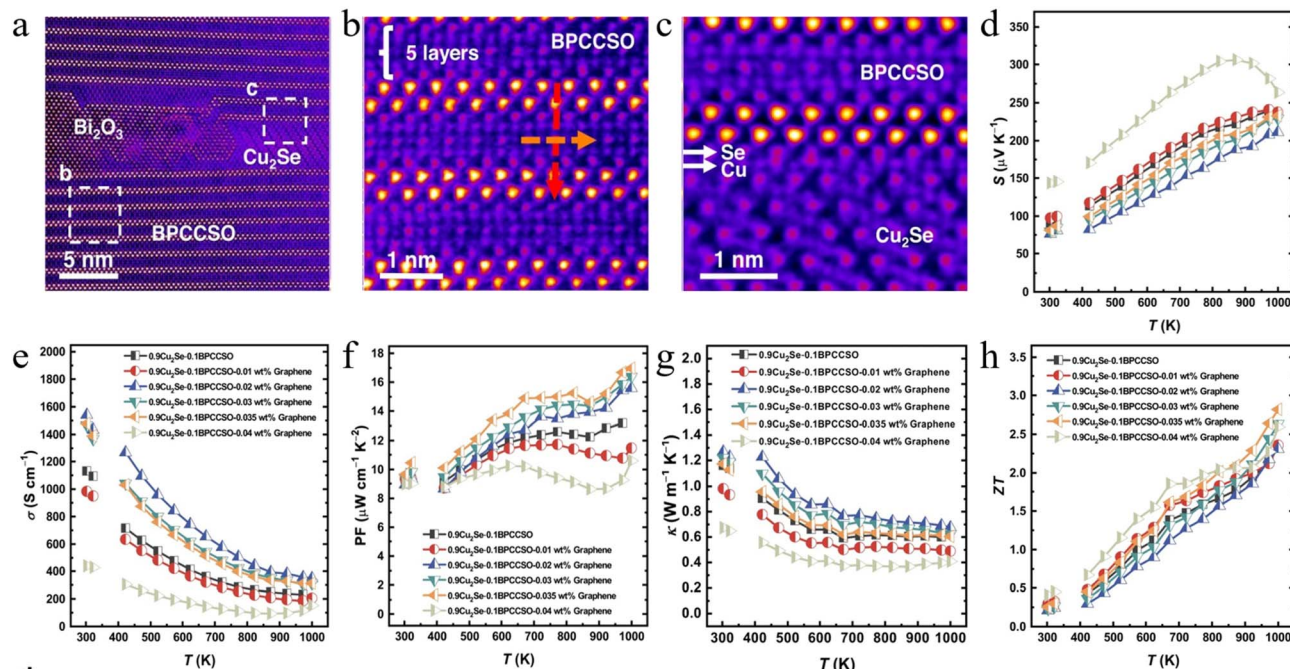 a
Bi₂O₃
c
Cu₂Se
b
BPCCSO
5 nm
b
5 layers
BPCCSO
1 nm
c
BPCCSO
Se
Cu
Cu₂Se
1 nm
d
400
350
300
250
200
150
100
50
0
S (μV K⁻¹)
300 400 500 600 700 800 900 1000
T (K)
e
2000
1800
1600
1400
1200
1000
800
600
400
200
0
σ (S cm⁻¹)
0.9Cu₂Se-0.1BPCCSO
0.9Cu₂Se-0.1BPCCSO-0.01 wt% Graphene
0.9Cu₂Se-0.1BPCCSO-0.02 wt% Graphene
0.9Cu₂Se-0.1BPCCSO-0.03 wt% Graphene
0.9Cu₂Se-0.1BPCCSO-0.035 wt% Graphene
0.9Cu₂Se-0.1BPCCSO-0.04 wt% Graphene
300 400 500 600 700 800 900 1000
T (K)
f
18
16
14
12
10
8
6
4
2
0
PF (μW cm⁻¹ K⁻²)
0.9Cu₂Se-0.1BPCCSO
0.9Cu₂Se-0.1BPCCSO-0.01 wt% Graphene
0.9Cu₂Se-0.1BPCCSO-0.02 wt% Graphene
0.9Cu₂Se-0.1BPCCSO-0.03 wt% Graphene
0.9Cu₂Se-0.1BPCCSO-0.035 wt% Graphene
0.9Cu₂Se-0.1BPCCSO-0.04 wt% Graphene
300 400 500 600 700 800 900 1000
T (K)
g
2.0
1.8
1.6
1.4
1.2
1.0
0.8
0.6
0.4
0.2
0.0
κ (W m⁻¹ K⁻¹)
0.9Cu₂Se-0.1BPCCSO
0.9Cu₂Se-0.1BPCCSO-0.01 wt% Graphene
0.9Cu₂Se-0.1BPCCSO-0.02 wt% Graphene
0.9Cu₂Se-0.1BPCCSO-0.03 wt% Graphene
0.9Cu₂Se-0.1BPCCSO-0.035 wt% Graphene
0.9Cu₂Se-0.1BPCCSO-0.04 wt% Graphene
300 400 500 600 700 800 900 1000
T (K)
h
3.5
3.0
2.5
2.0
1.5
1.0
0.5
0.0
ZT
0.9Cu₂Se-0.1BPCCSO
0.9Cu₂Se-0.1BPCCSO-0.01 wt% Graphene
0.9Cu₂Se-0.1BPCCSO-0.02 wt% Graphene
0.9Cu₂Se-0.1BPCCSO-0.03 wt% Graphene
0.9Cu₂Se-0.1BPCCSO-0.035 wt% Graphene
0.9Cu₂Se-0.1BPCCSO-0.04 wt% Graphene
300 400 500 600 700 800 900 1000
T (K)